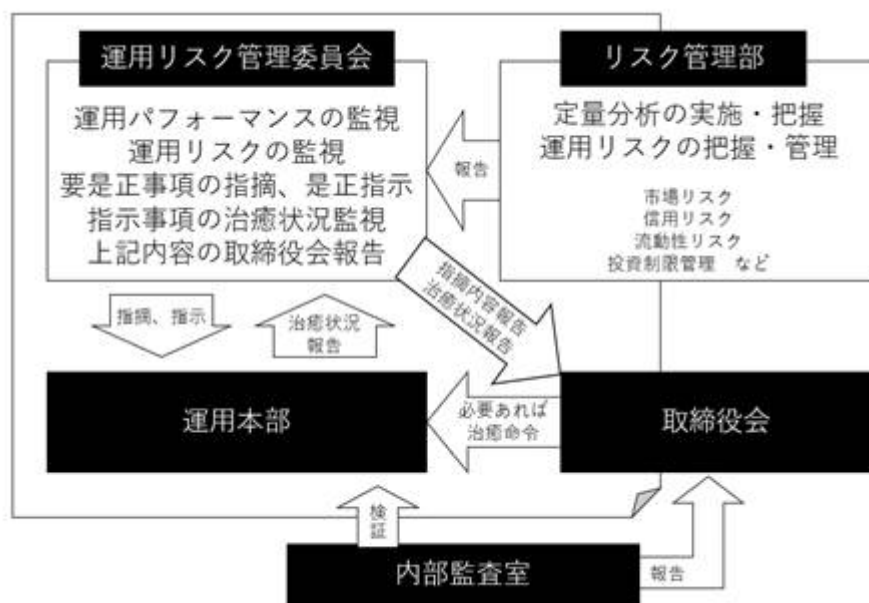 運用リスク管理委員会
運用パフォーマンスの監視
運用リスクの監視
要是正事項の指摘、是正指示
指示事項の治癒状況監視
上記内容の取締役会報告
リスク管理部
定量分析の実施・把握
運用リスクの把握・管理
市場リスク
信用リスク
流動性リスク
投資制限管理　など
報告
指摘、指示
治癒状況
報告
指摘内容報告
治癒状況報告
運用本部
必要あれば
治癒命令
取締役会
検証
内部監査室
報告